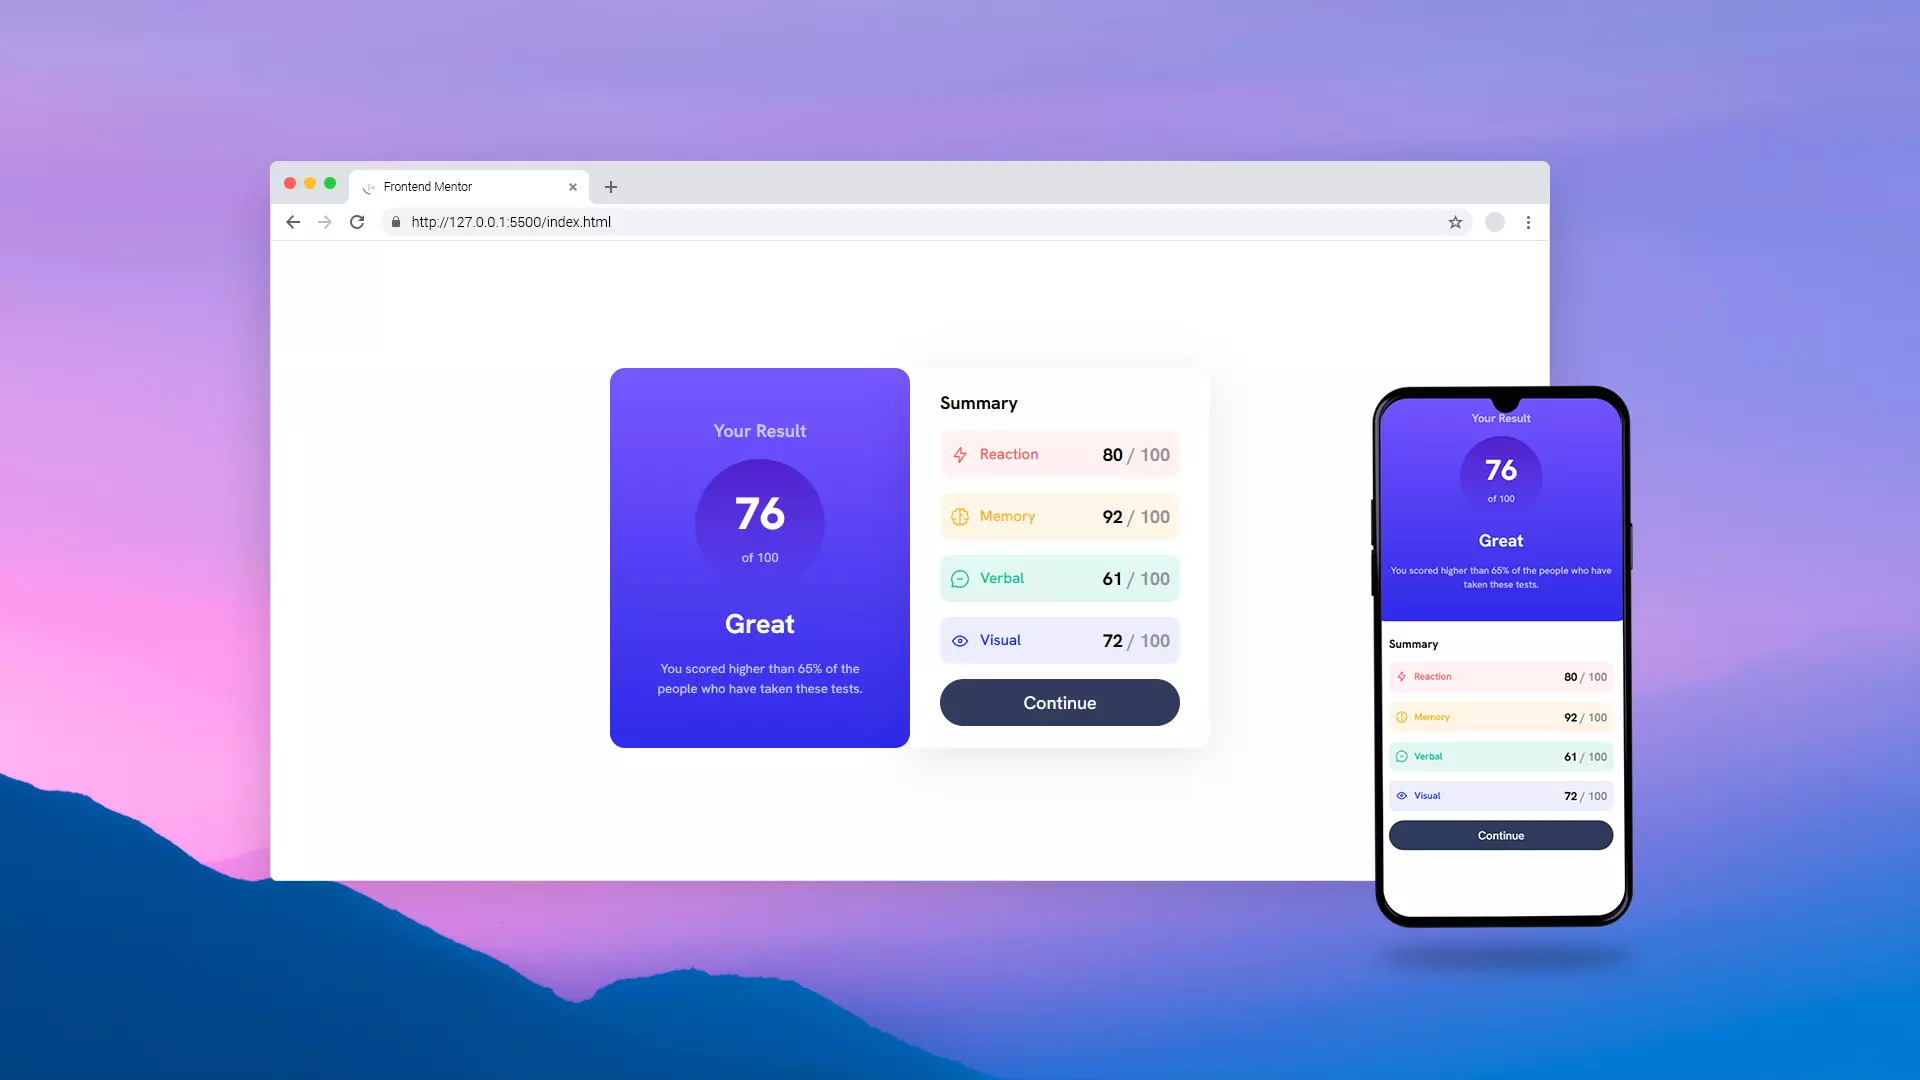 Frontend Mentor
http://127.0.0.1:5500/index.html
Your Result
76
of 100
Great
You scored higher than 65% of the
people who have taken these tests.
Summary
Reaction 80 / 100
Memory 92 / 100
Verbal 61 / 100
Visual 72 / 100
Continue
Your Result
76
of 100
Great
You scored higher than 65% of the people who have
taken these tests.
Summary
Reaction 80 / 100
Memory 92 / 100
Verbal 61 / 100
Visual 72 / 100
Continue